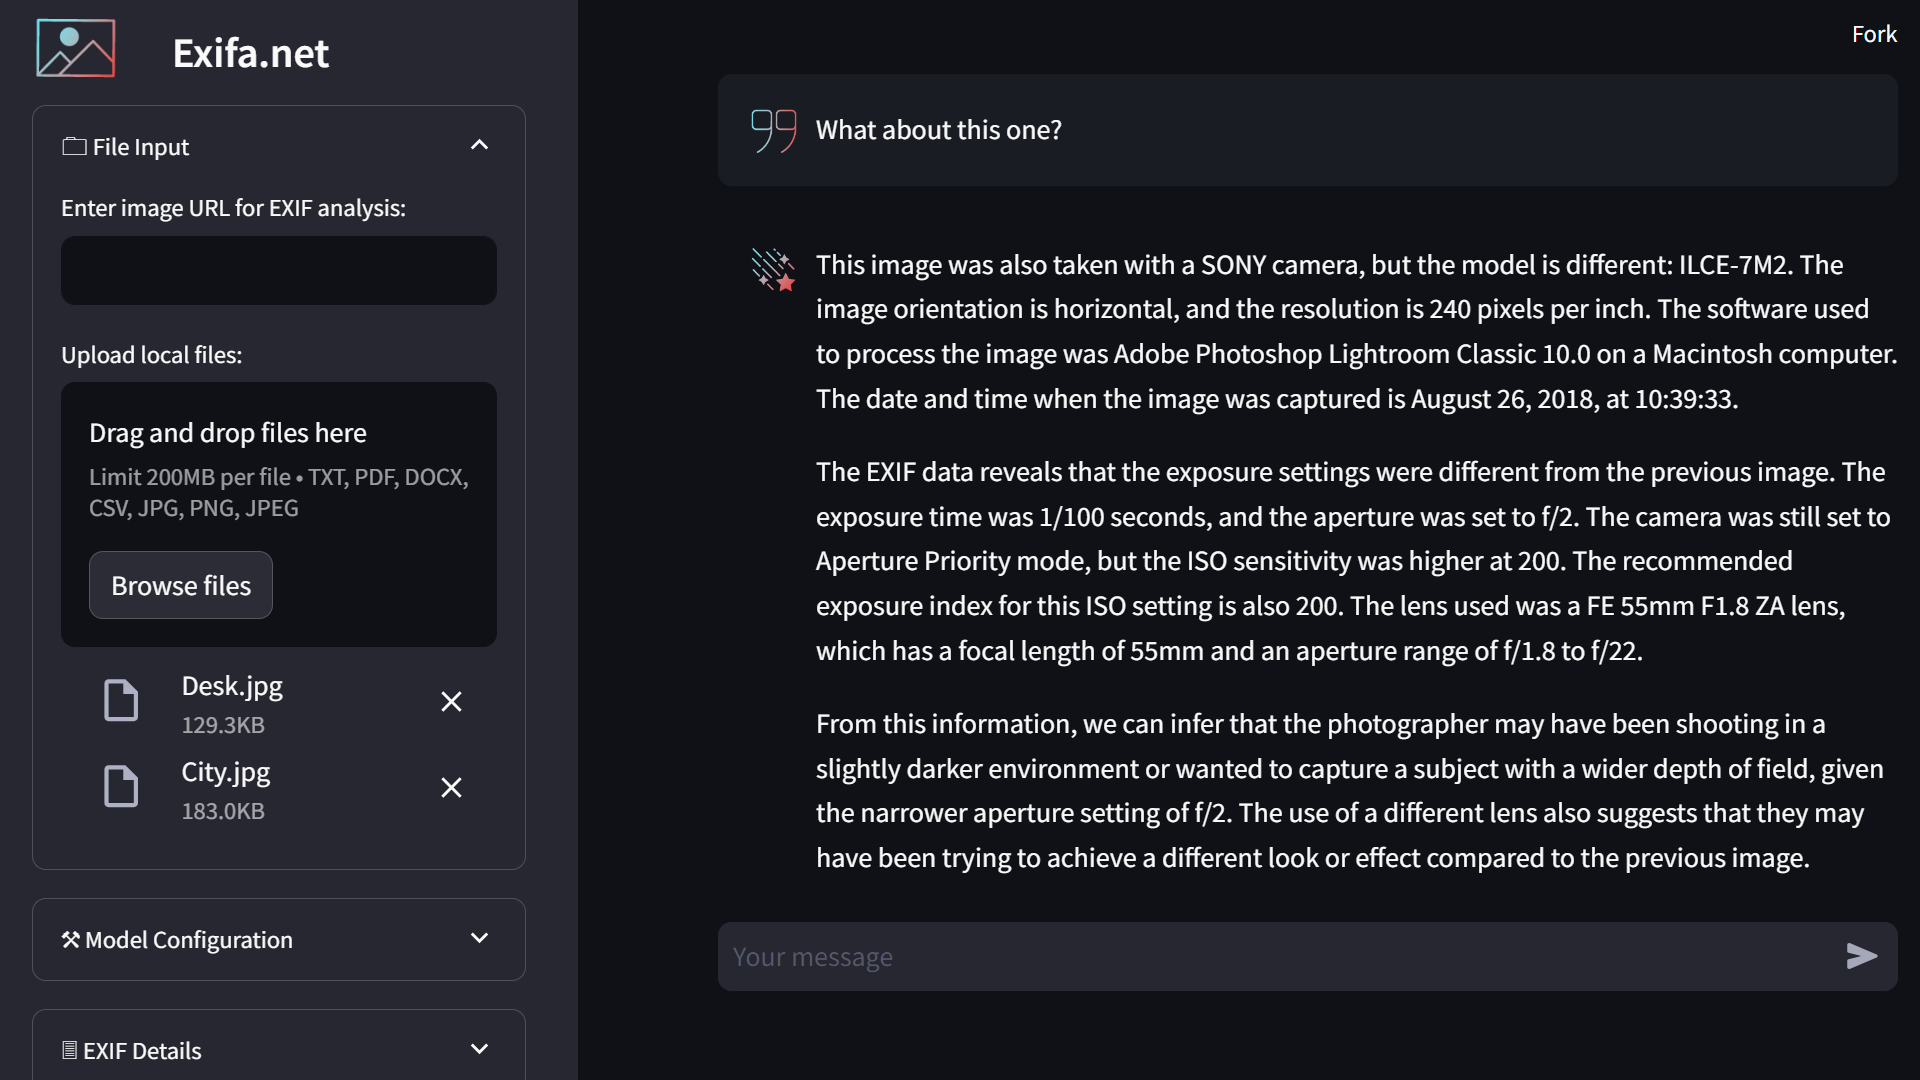 Exifa.net
File Input
Enter image URL for EXIF analysis:
Upload local files:
Drag and drop files here
Limit 200MB per file • TXT, PDF, DOCX,
CSV, JPG, PNG, JPEG
Browse files
Desk.jpg
129.3KB
City.jpg
183.0KB
Model Configuration
EXIF Details
Fork
What about this one?
This image was also taken with a SONY camera, but the model is different: ILCE-7M2. The
image orientation is horizontal, and the resolution is 240 pixels per inch. The software used
to process the image was Adobe Photoshop Lightroom Classic 10.0 on a Macintosh computer.
The date and time when the image was captured is August 26, 2018, at 10:39:33.
The EXIF data reveals that the exposure settings were different from the previous image. The
exposure time was 1/100 seconds, and the aperture was set to f/2. The camera was still set to
Aperture Priority mode, but the ISO sensitivity was higher at 200. The recommended
exposure index for this ISO setting is also 200. The lens used was a FE 55mm F1.8 ZA lens,
which has a focal length of 55mm and an aperture range of f/1.8 to f/22.
From this information, we can infer that the photographer may have been shooting in a
slightly darker environment or wanted to capture a subject with a wider depth of field, given
the narrower aperture setting of f/2. The use of a different lens also suggests that they may
have been trying to achieve a different look or effect compared to the previous image.
Your message